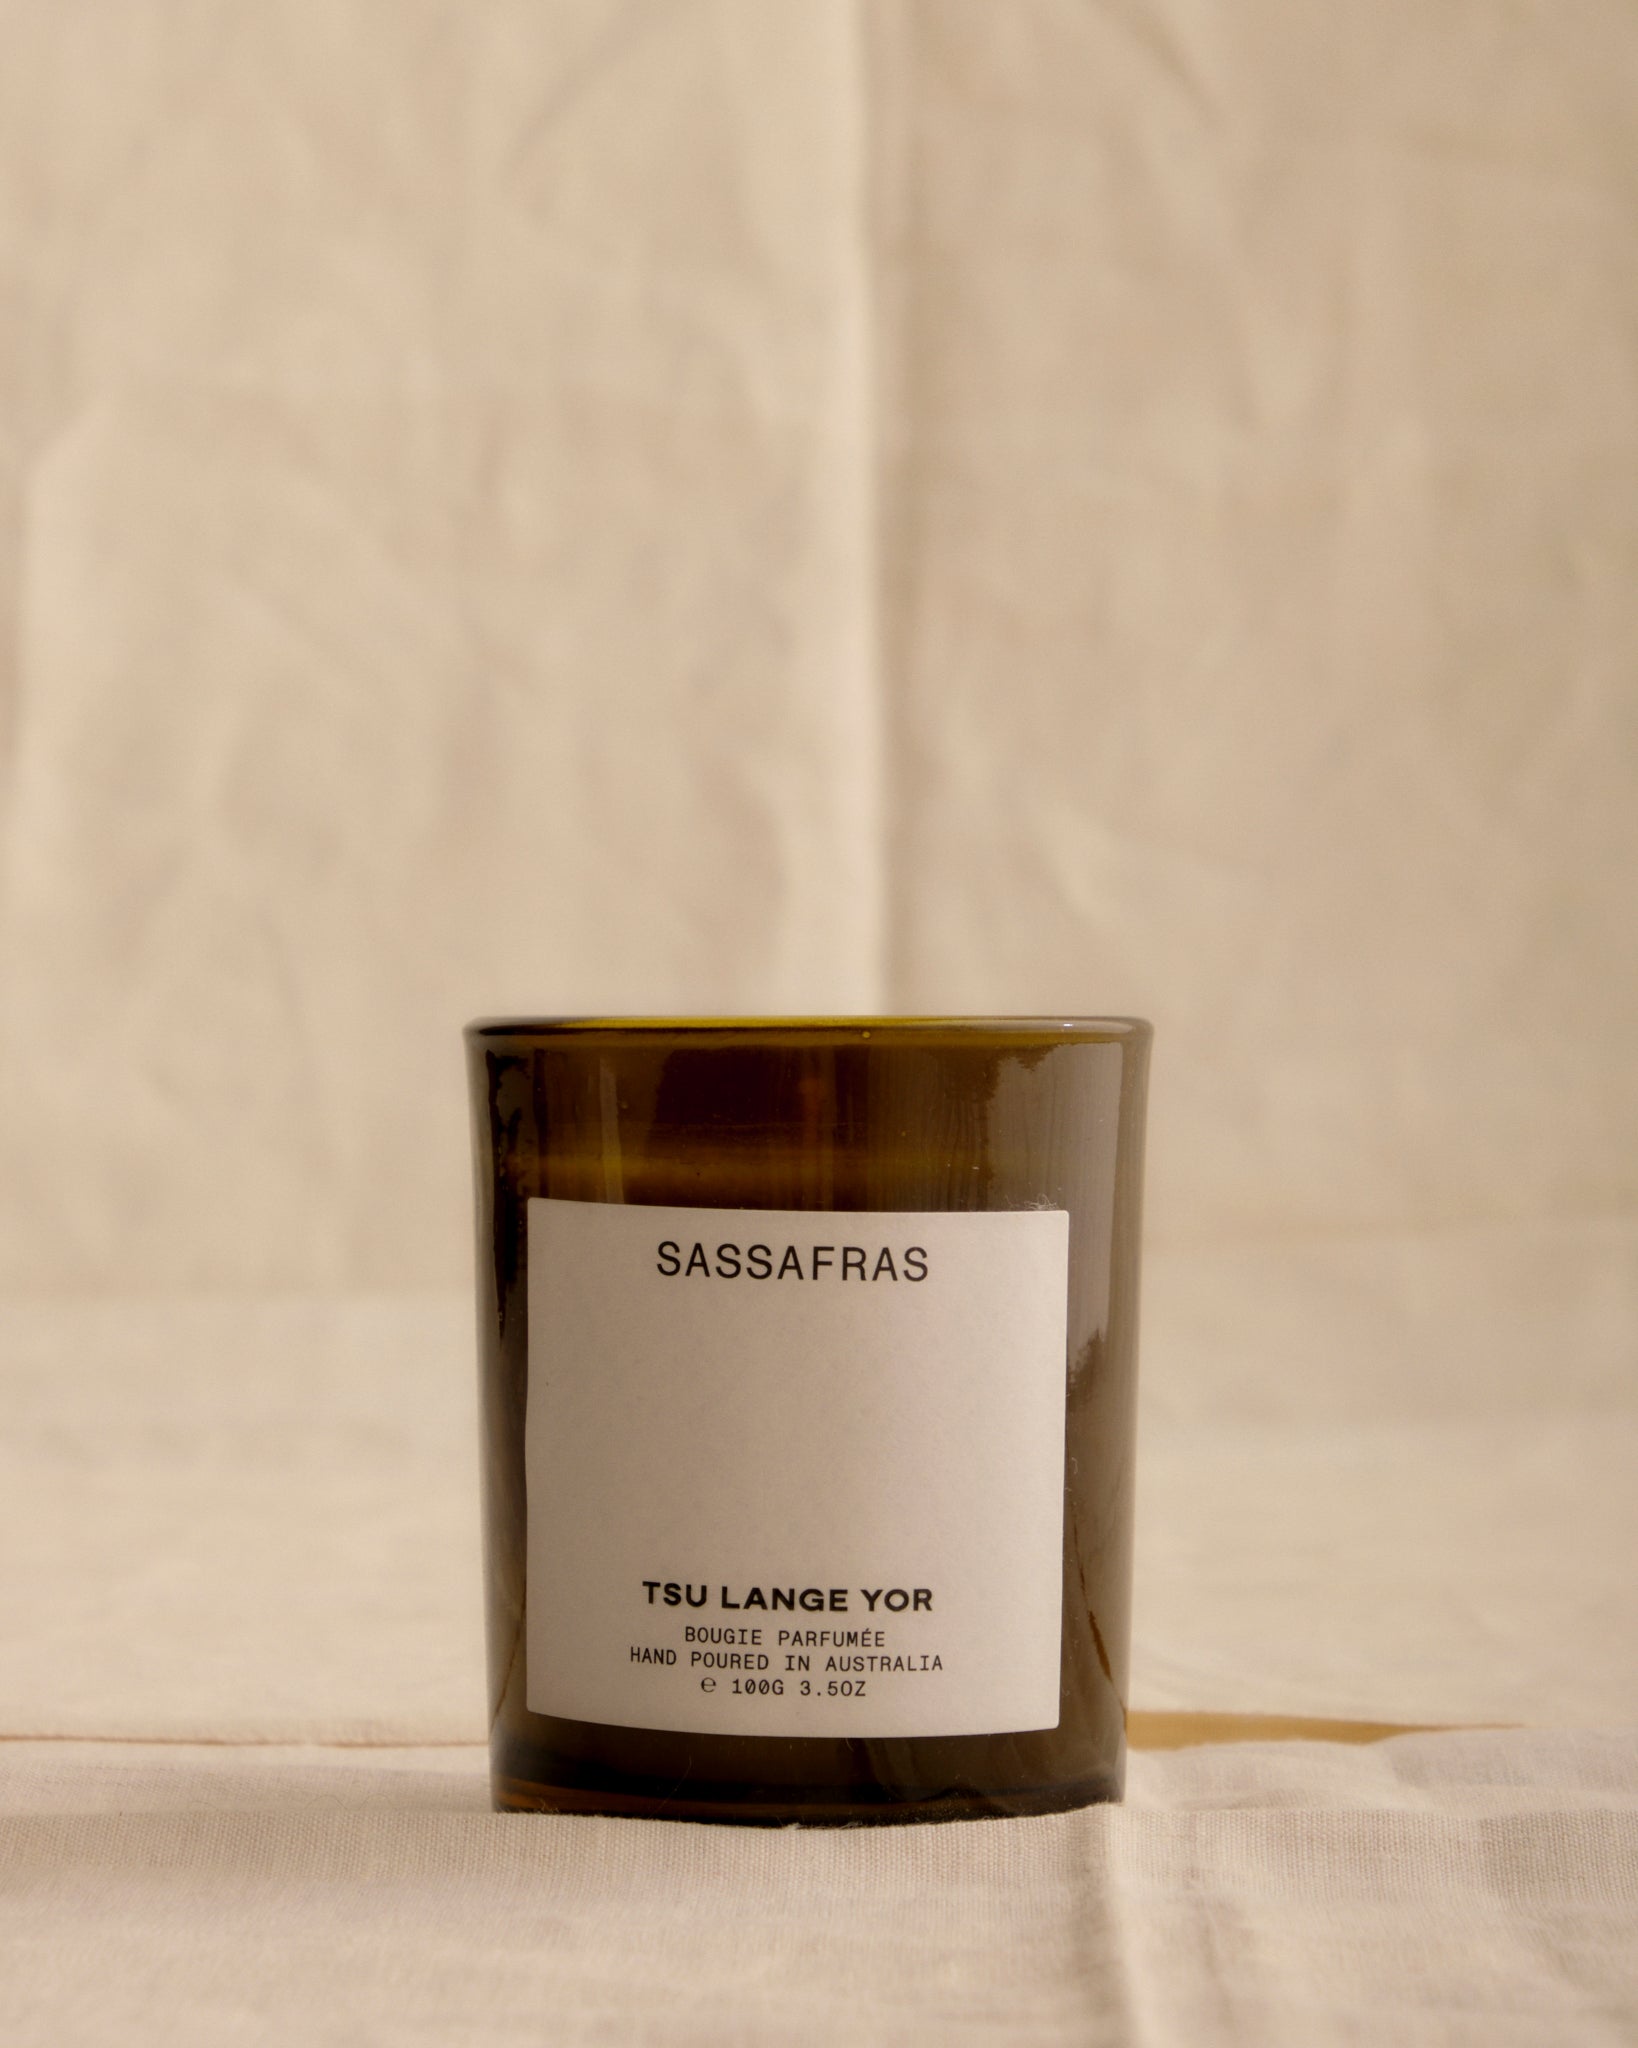 SASSAFRAS
TSU LANGE YOR
BOUGIE PARFUMÉE
HAND POURED IN AUSTRALIA
℮ 100G 3.5OZ